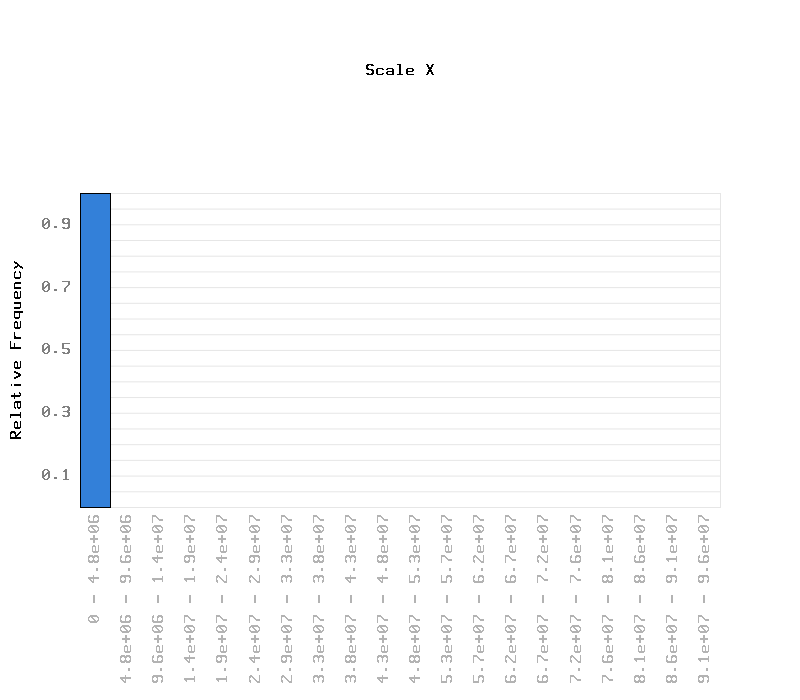 Scale X
Relative Frequency
0.9
0.7
0.5
0.3
0.1
0 - 4.8e+06
4.8e+06 - 9.6e+06
9.6e+06 - 1.4e+07
1.4e+07 - 1.9e+07
1.9e+07 - 2.4e+07
2.4e+07 - 2.9e+07
2.9e+07 - 3.3e+07
3.3e+07 - 3.8e+07
3.8e+07 - 4.3e+07
4.3e+07 - 4.8e+07
4.8e+07 - 5.3e+07
5.3e+07 - 5.7e+07
5.7e+07 - 6.2e+07
6.2e+07 - 6.7e+07
6.7e+07 - 7.2e+07
7.2e+07 - 7.6e+07
7.6e+07 - 8.1e+07
8.1e+07 - 8.6e+07
8.6e+07 - 9.1e+07
9.1e+07 - 9.6e+07